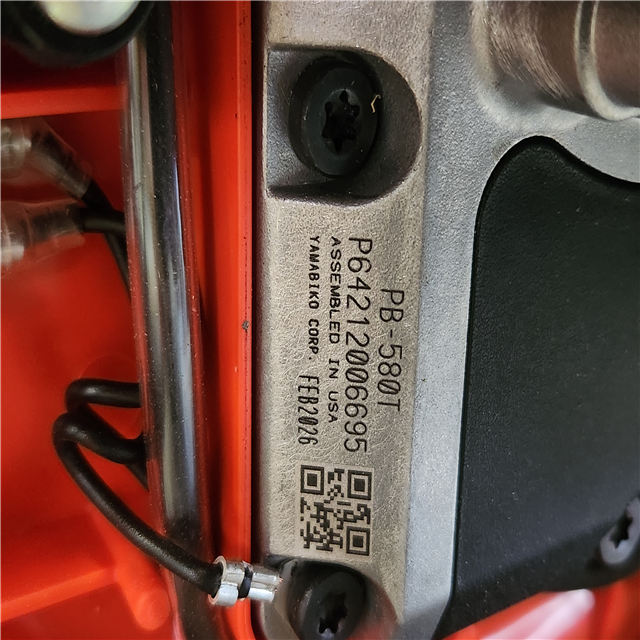 PB-580T
P64212006695
ASSEMBLED IN USA
YAMABIKO CORP. FEB2026